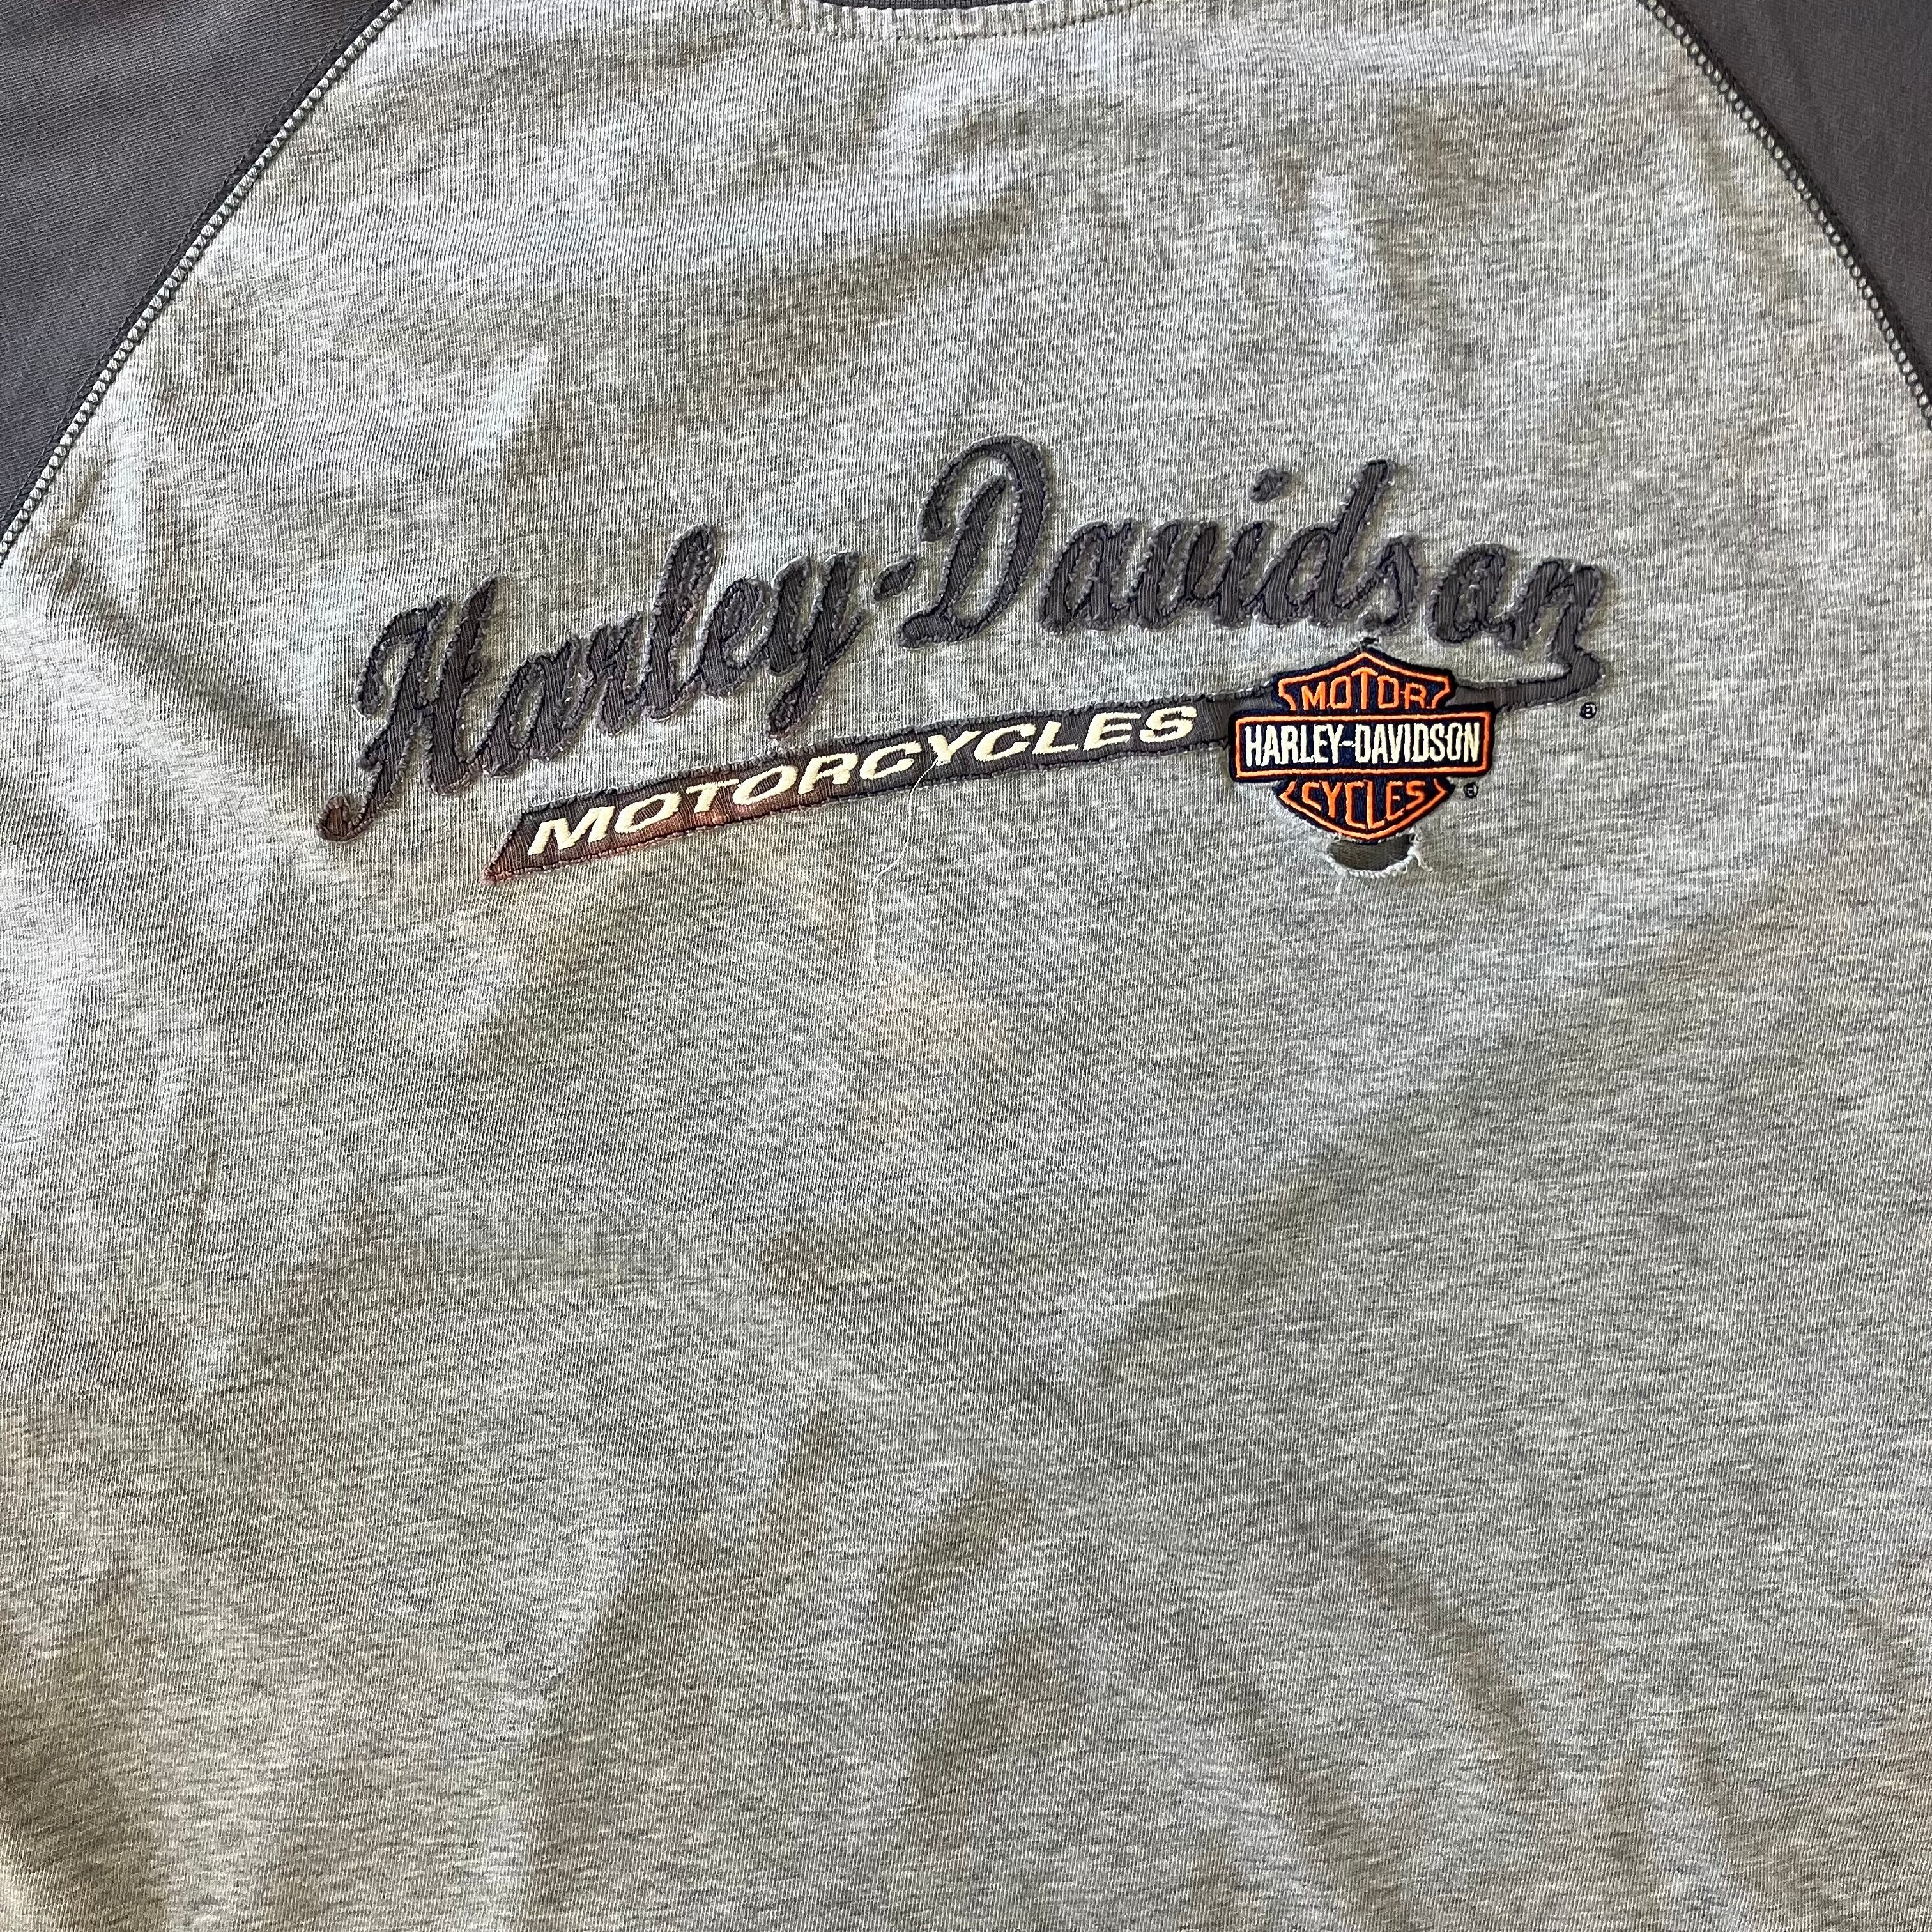 Harley-Davidson
MOTORCYCLES
®
MOTOR
HARLEY-DAVIDSON
CYCLES
®